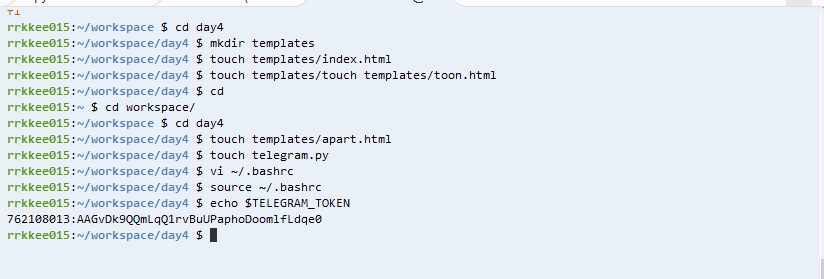 rrkkee015:~/workspace $ cd day4
rrkkee015:~/workspace/day4 $ mkdir templates
rrkkee015:~/workspace/day4 $ touch templates/index.html
rrkkee015:~/workspace/day4 $ touch templates/touch templates/toon.html
rrkkee015:~/workspace/day4 $ cd
rrkkee015:~ $ cd workspace/
rrkkee015:~/workspace $ cd day4
rrkkee015:~/workspace/day4 $ touch templates/apart.html
rrkkee015:~/workspace/day4 $ touch telegram.py
rrkkee015:~/workspace/day4 $ vi ~/.bashrc
rrkkee015:~/workspace/day4 $ source ~/.bashrc
rrkkee015:~/workspace/day4 $ echo $TELEGRAM_TOKEN
762108013:AAGvDk9QQmLqQ1rvBuUPaphoDoomlfLdqe0
rrkkee015:~/workspace/day4 $